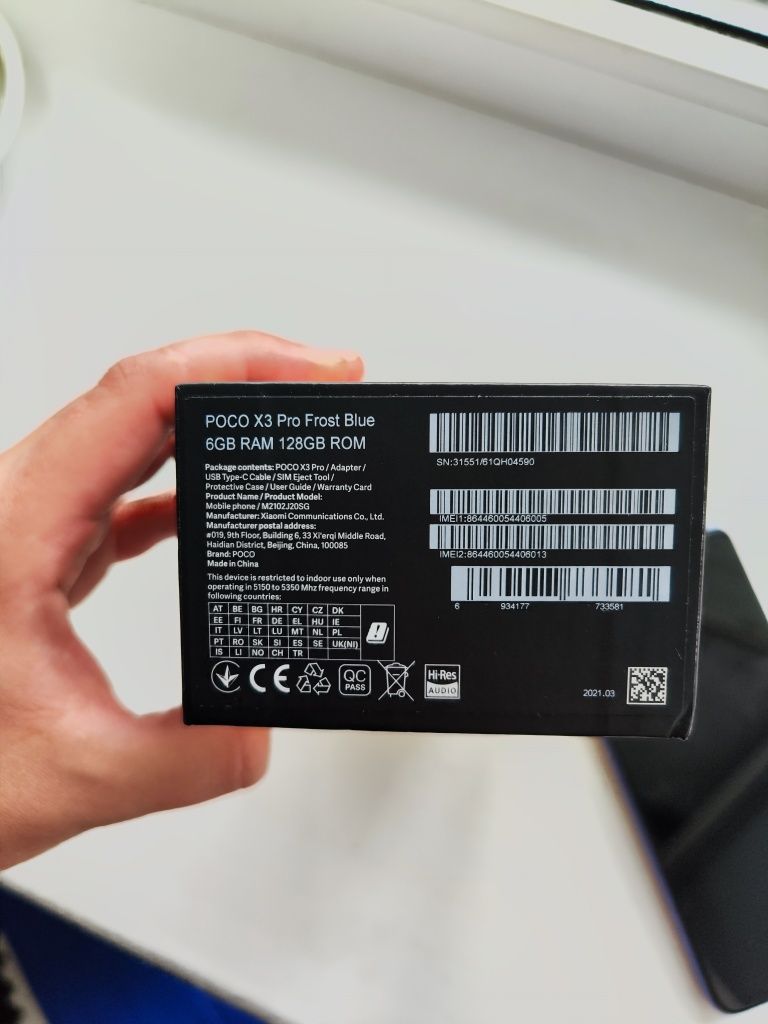 POCO X3 Pro Frost Blue
6GB RAM 128GB ROM
Package contents: POCO X3 Pro / Adapter /
USB Type-C Cable / SIM Eject Tool /
Protective Case / User Guide / Warranty Card
Product Name / Product Model:
Mobile phone / M2102J20SG
Manufacturer: Xiaomi Communications Co., Ltd.
Manufacturer postal address:
#019, 9th Floor, Building 6, 33 Xi'erqi Middle Road,
Haidian District, Beijing, China, 100085
Brand: POCO
Made in China
This device is restricted to indoor use only when
operating in 5150 to 5350 Mhz frequency range in
following countries:
AT BE BG HR CY CZ DK
EE FI FR DE EL HU IE
IT LV LT LU MT NL PL
PT RO SK SI ES SE UK(NI)
IS LI NO CH TR
CE
QC
PASS
Hi-Res
AUDIO
SN:31551/61QH04590
IMEI1:864460054406005
IMEI2:864460054406013
6 934177 733581
2021.03